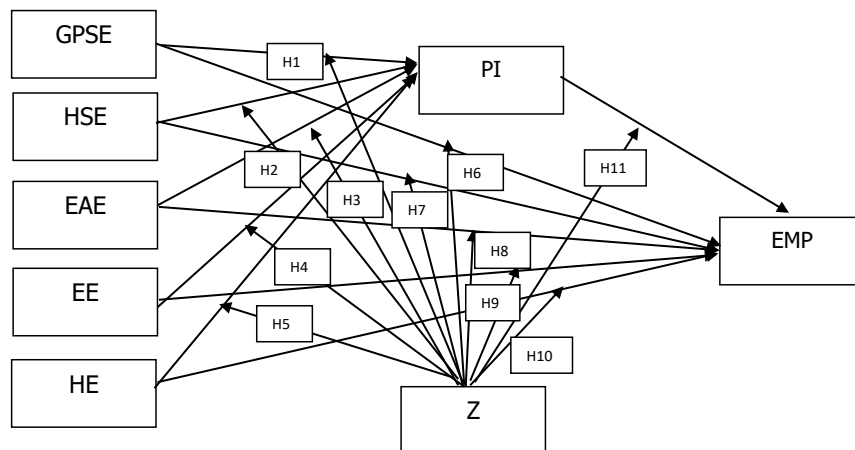 GPSE
H1
PI
HSE
H2
H6
H11
H3
H7
EAE
EMP
H8
H4
EE
H9
H5
H10
HE
Z